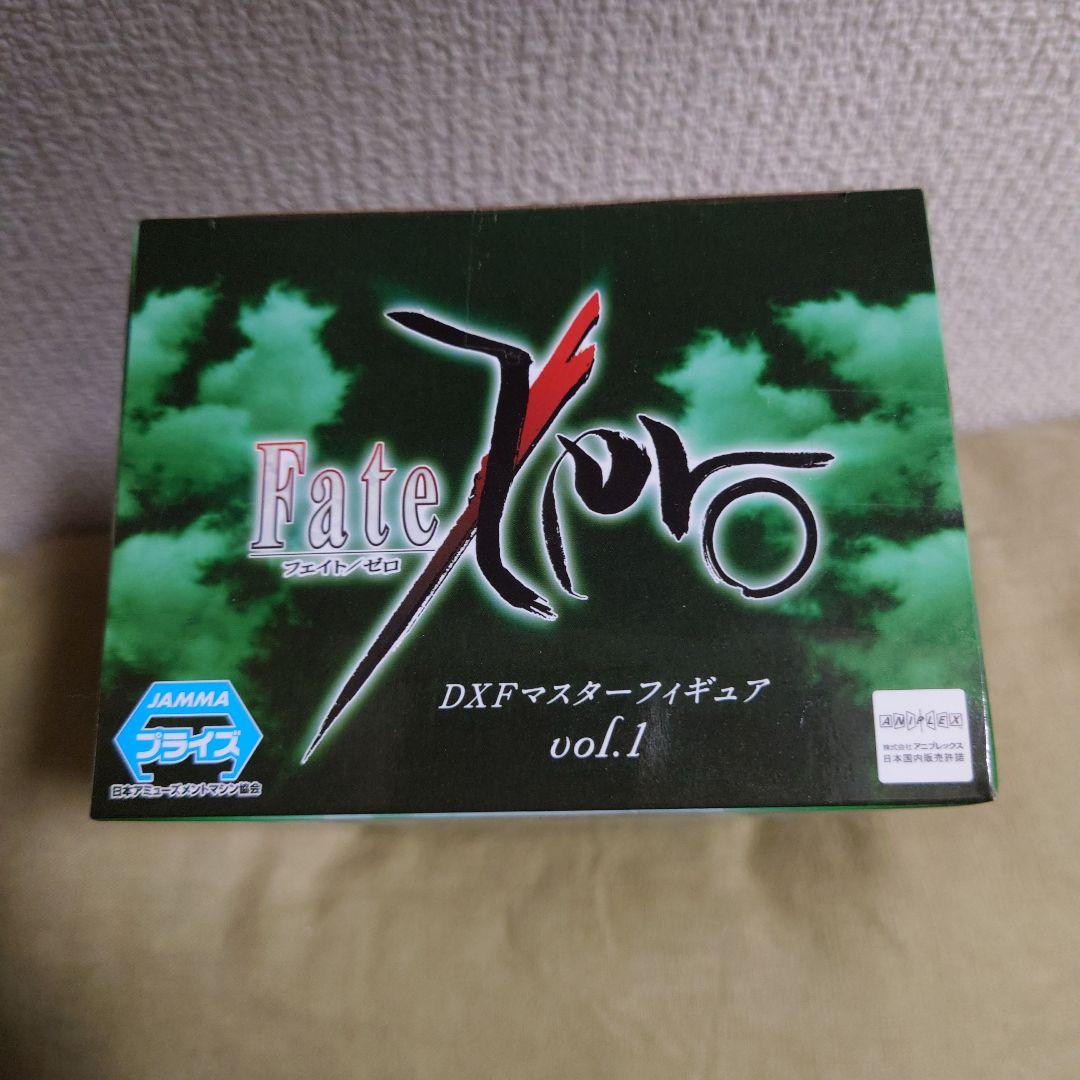 Fate/Zero
フェイト/ゼロ
DXFマスターフィギュア
vol.1
JAMMA
プライズ
日本アミューズメントマシン協会
ANIPLEX
株式会社アニプレックス
日本国内販売許諾